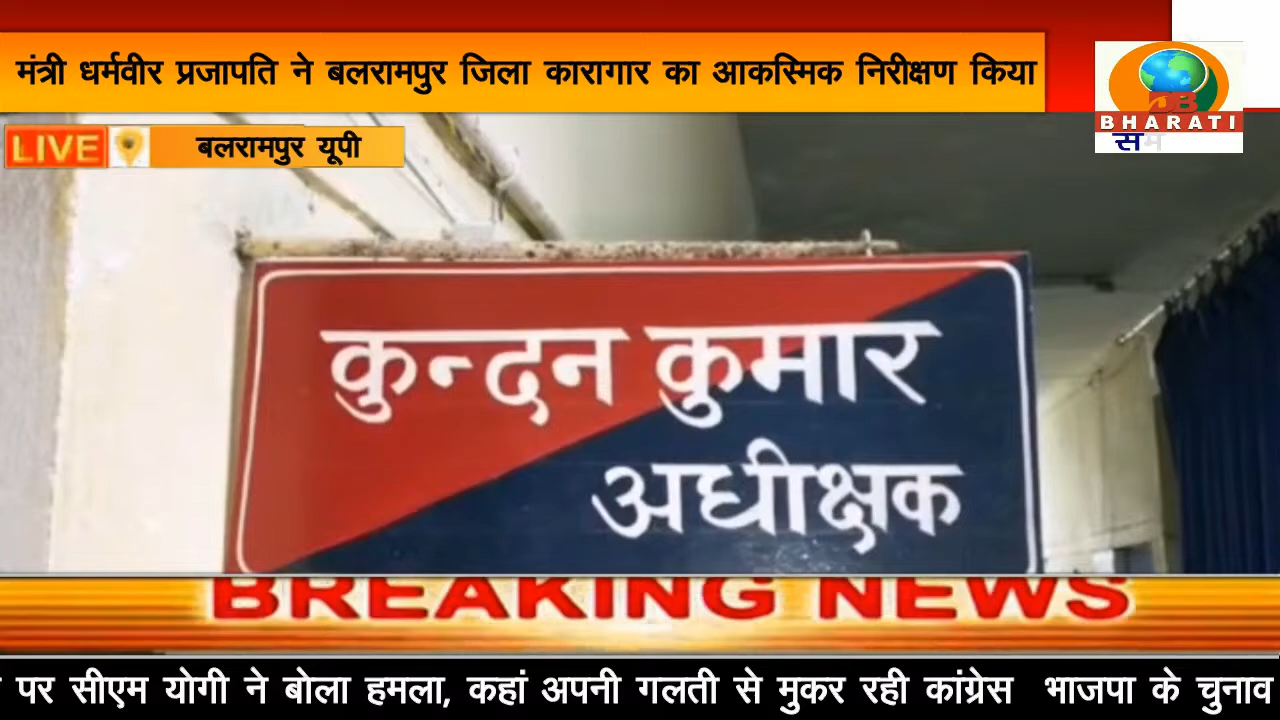 मंत्री धर्मवीर प्रजापति ने बलरामपुर जिला कारागार का आकस्मिक निरीक्षण किया
BHARATI
सम
LIVE
बलरामपुर यूपी
कुन्दन कुमार
अधीक्षक
BREAKING NEWS
पर सीएम योगी ने बोला हमला, कहां अपनी गलती से मुकर रही कांग्रेस भाजपा के चुनाव